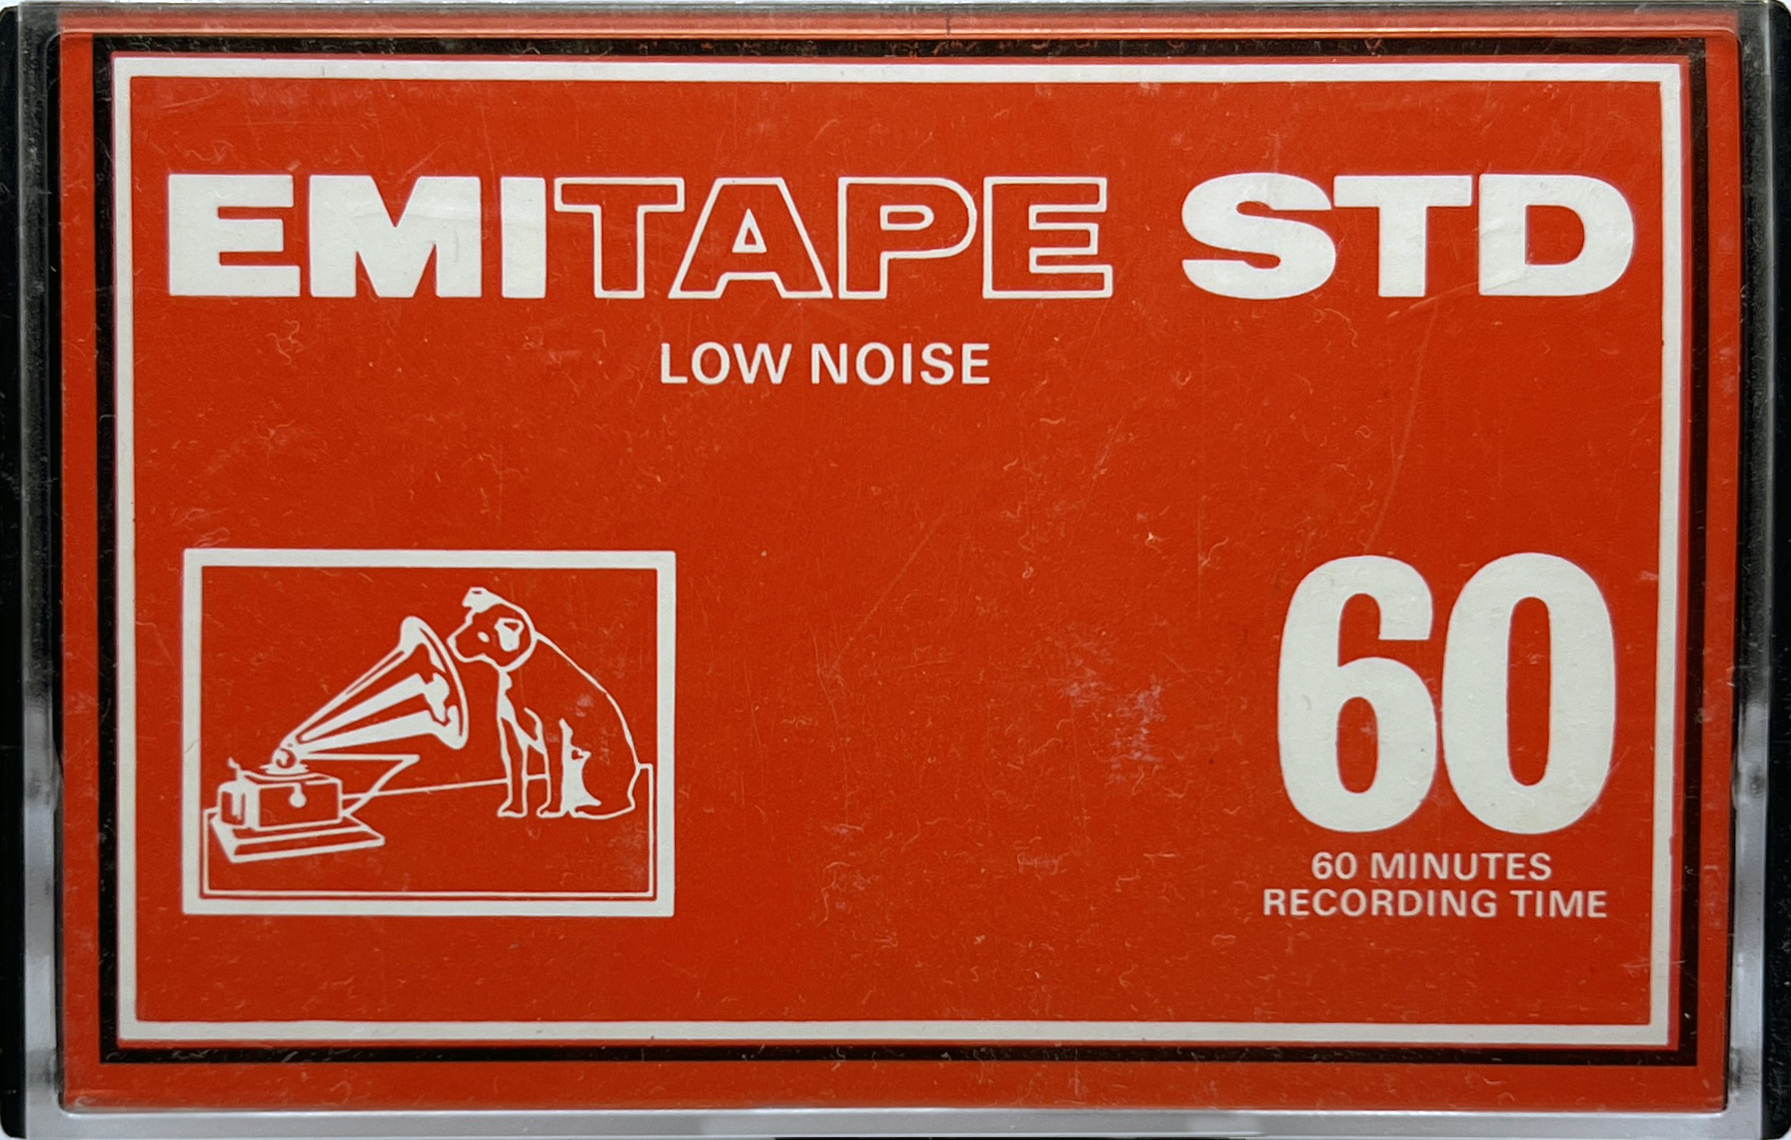 EMITAPE STD
LOW NOISE
60
60 MINUTES
RECORDING TIME